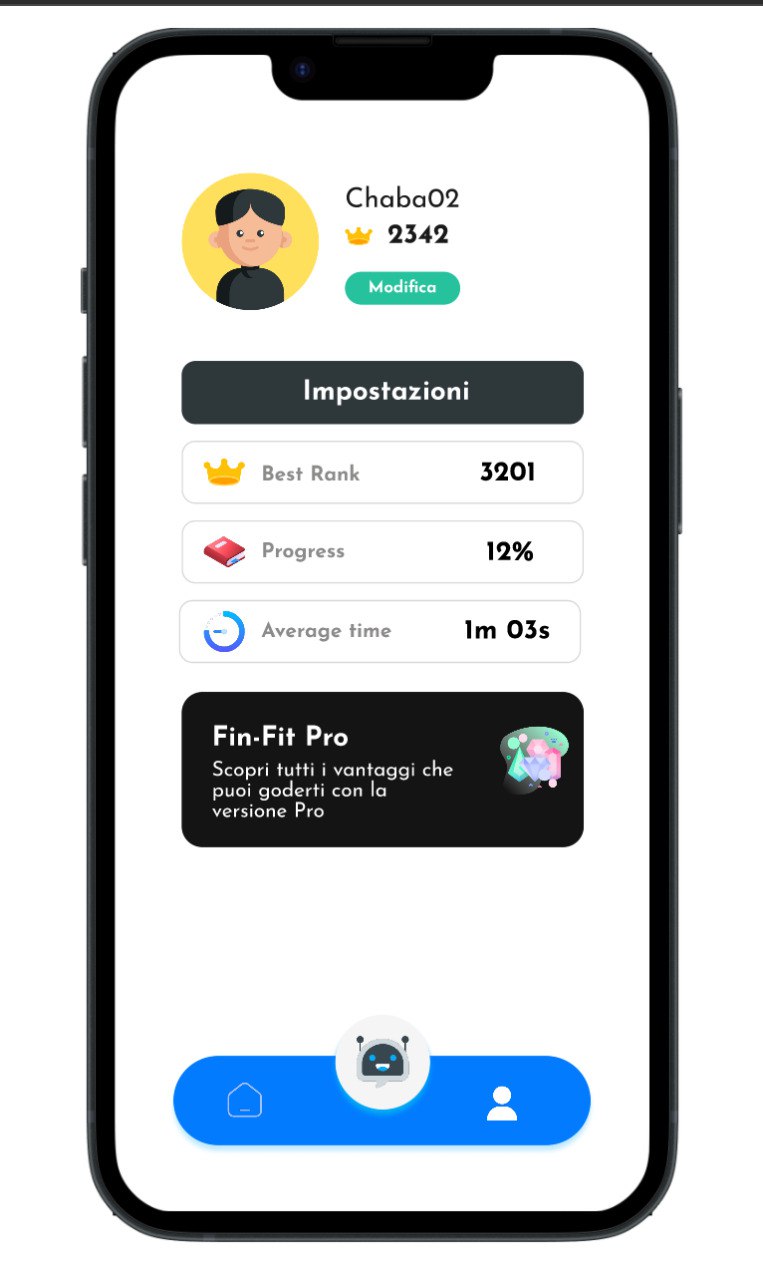 Chaba02
2342
Modifica
Impostazioni
Best Rank 3201
Progress 12%
Average time 1m 03s
Fin-Fit Pro
Scopri tutti i vantaggi che
puoi goderti con la
versione Pro